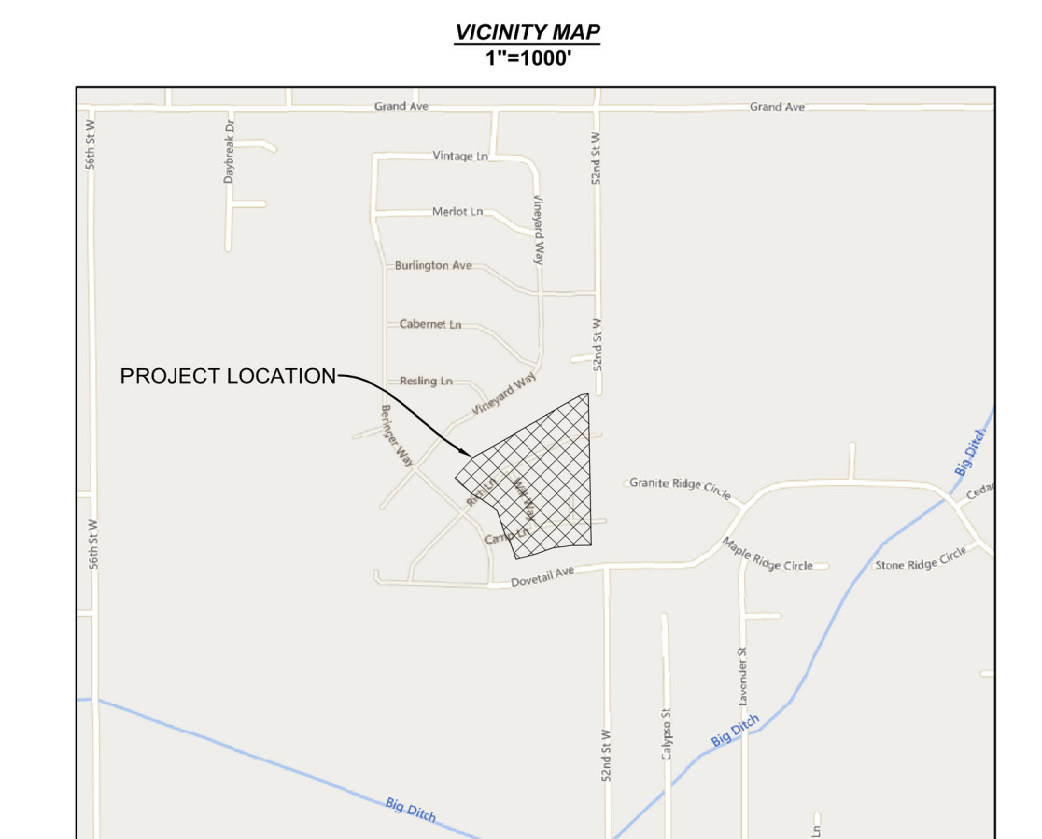 VICINITY MAP
1"=1000'
Grand Ave
Grand Ave
56th St W
Daybreak Dr
52nd St W
Vintage Ln
Merlot Ln
Vineyard Way
Burlington Ave
Cabernet Ln
52nd St W
PROJECT LOCATION
Resling Ln
Vineyard Way
Beringer Way
Big Ditch
Granite Ridge Circle
Cedar
Camp Ln
56th St W
Maple Ridge Circle
Stone Ridge Circle
Dovetail Ave
Lavender St
Calypso St
52nd St W
Big Ditch
Big Ditch
Ln